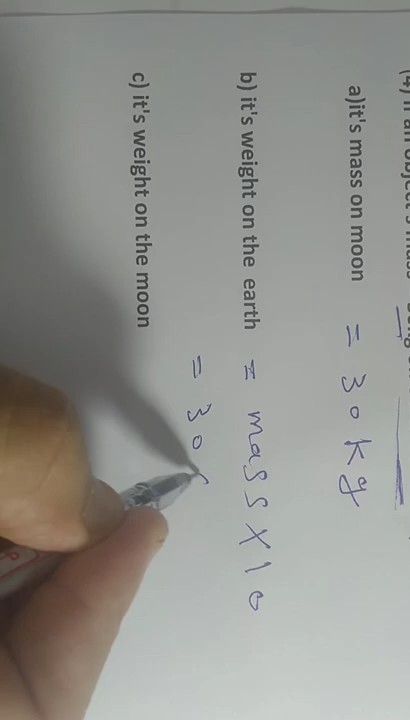 a)it's mass on moon = 30 kg
b) it's weight on the earth = mass X 10
= 30
c) it's weight on the moon